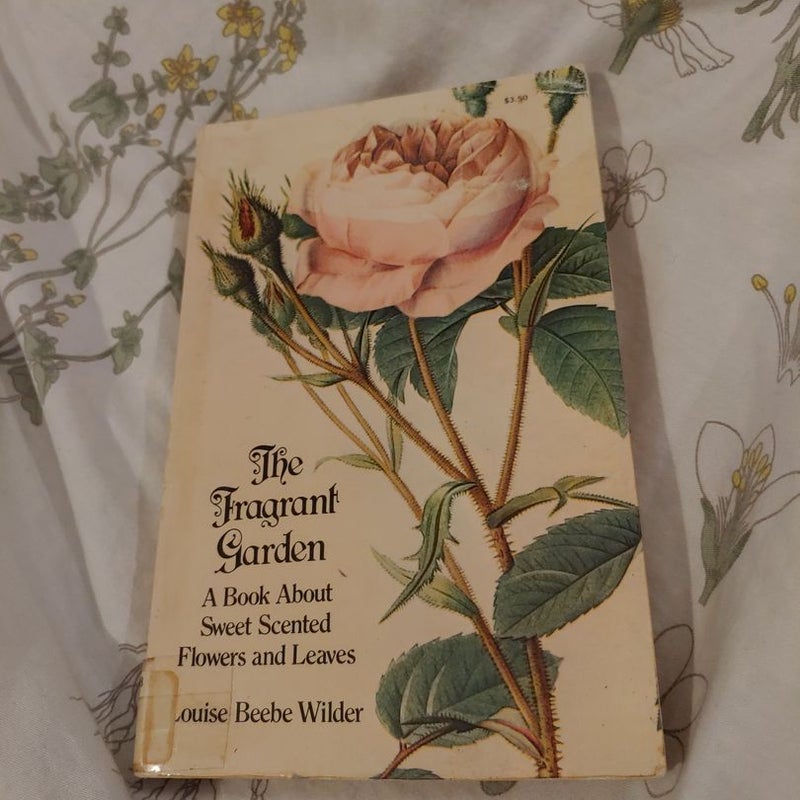 $3.50
The
Fragrant
Garden
A Book About
Sweet Scented
Flowers and Leaves
Louise Beebe Wilder